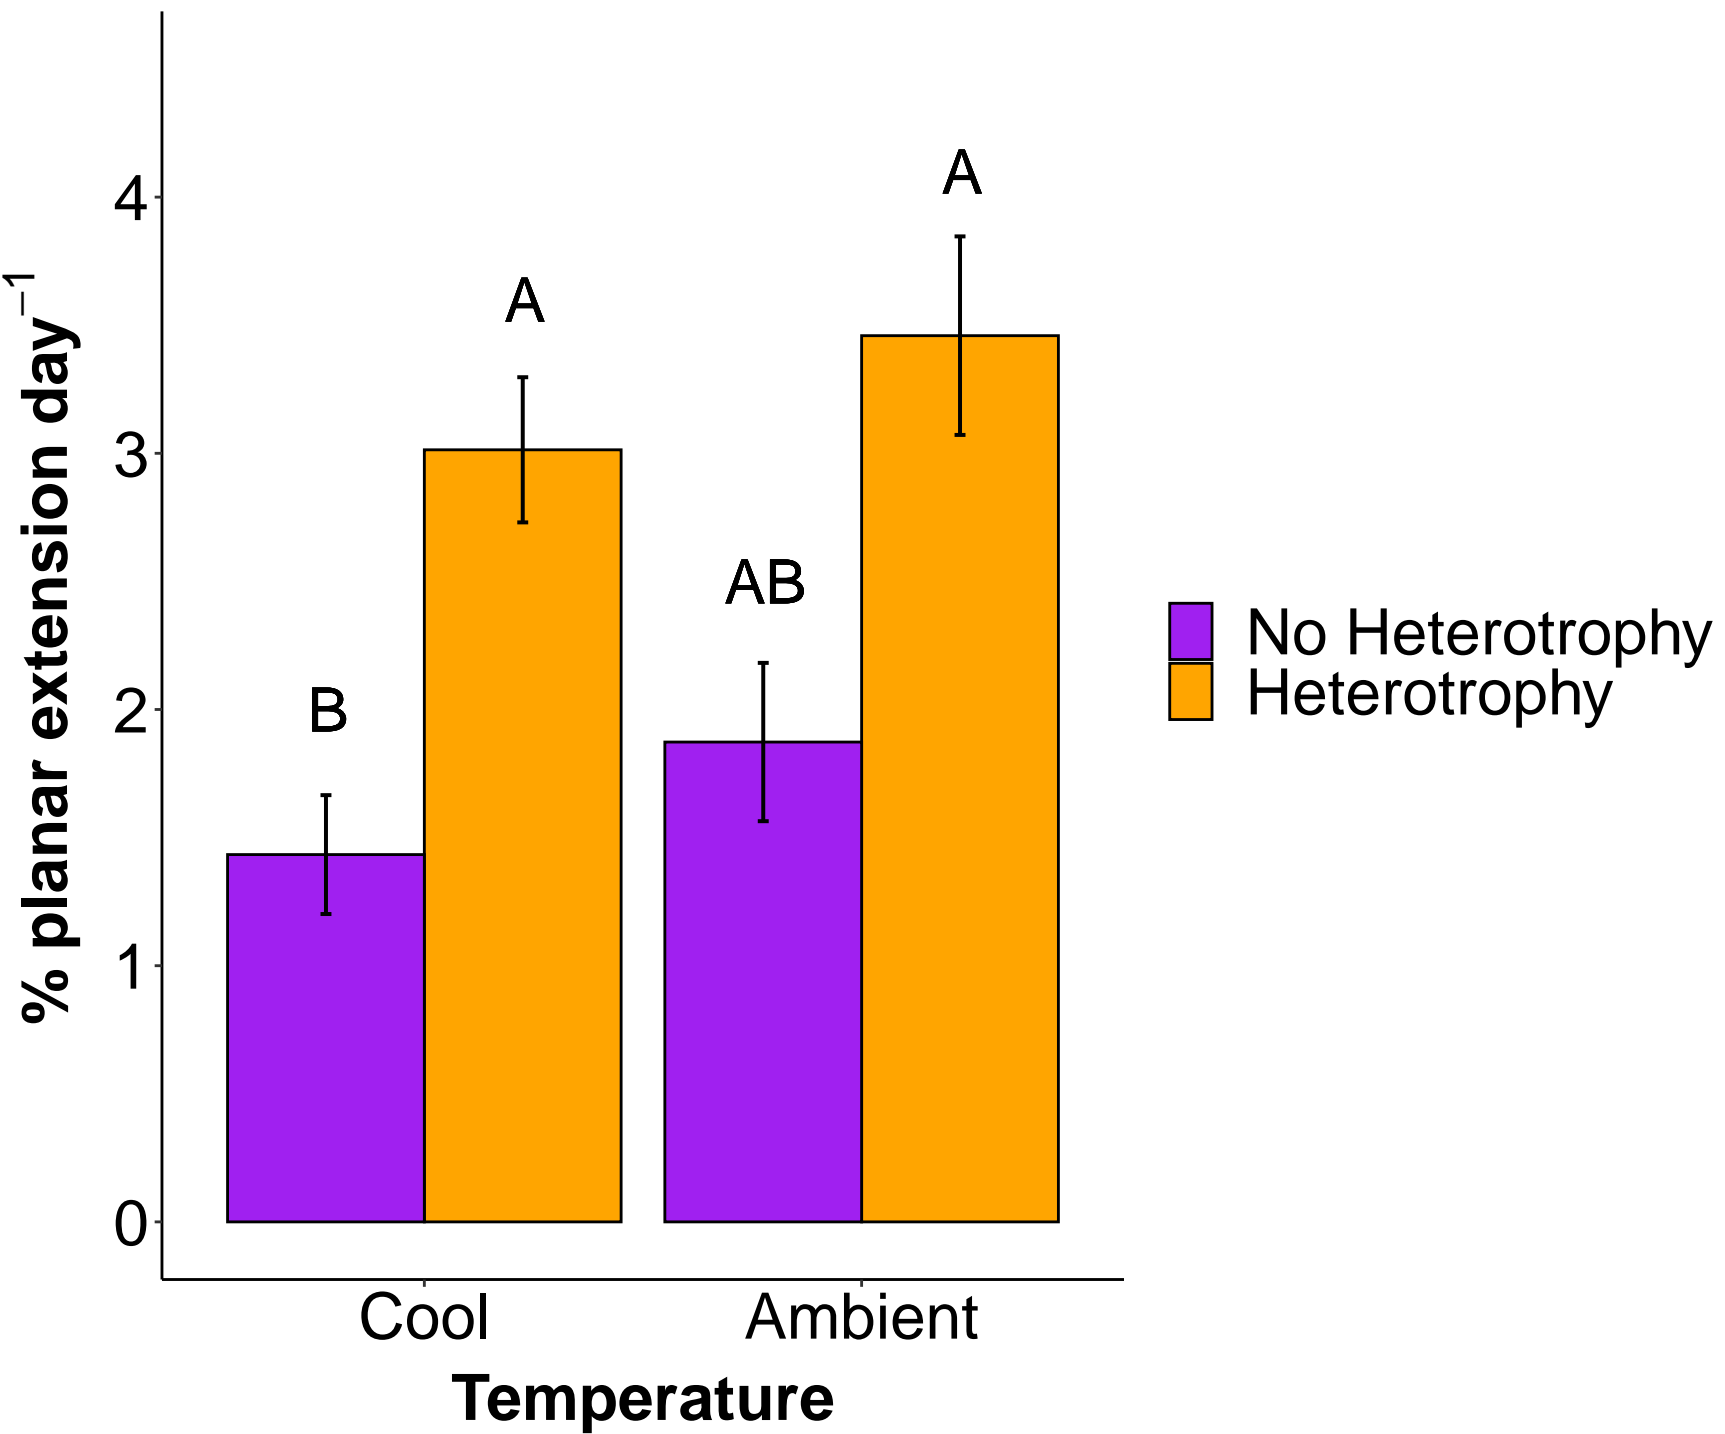 % planar extension day⁻¹
4
3
2
1
0
B
A
AB
A
Cool
Ambient
Temperature
No Heterotrophy
Heterotrophy